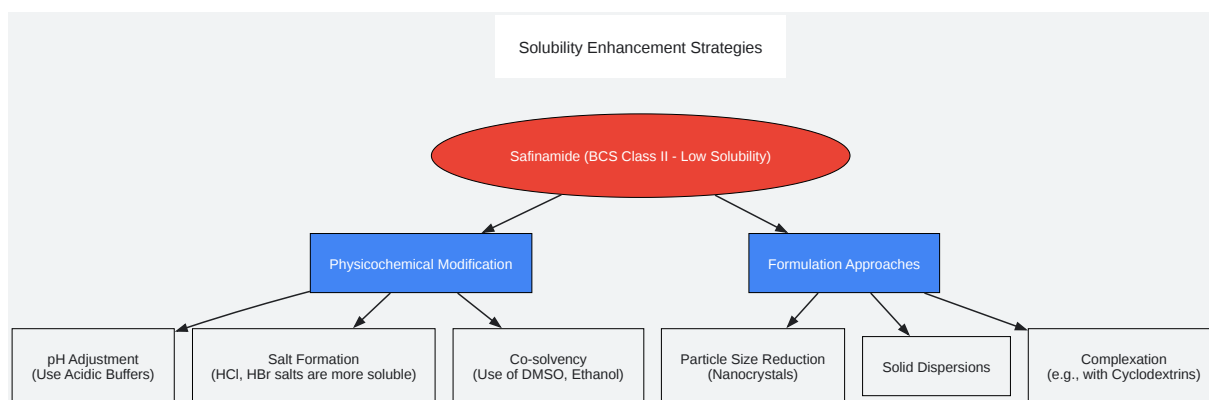 Solubility Enhancement Strategies
Safinamide (BCS Class II - Low Solubility)
Physicochemical Modification
Formulation Approaches
pH Adjustment
(Use Acidic Buffers)
Salt Formation
(HCl, HBr salts are more soluble)
Co-solvency
(Use of DMSO, Ethanol)
Particle Size Reduction
(Nanocrystals)
Solid Dispersions
Complexation
(e.g., with Cyclodextrins)